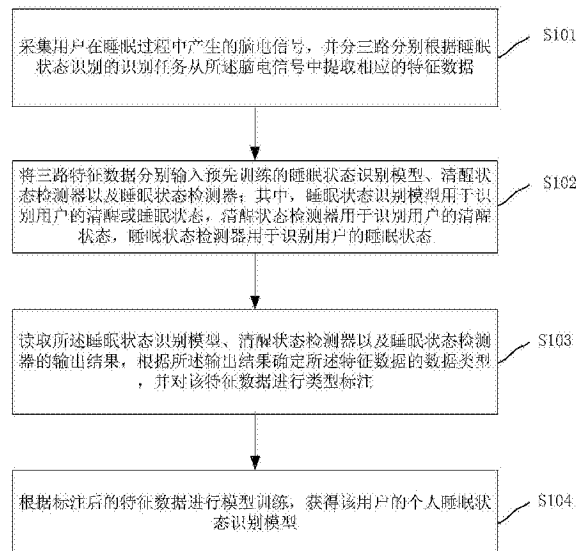 采集用户在睡眠过程中产生的脑电信号，并分三路分别根据睡眠
状态识别的识别任务从所述脑电信号中提取相应的特征数据
S101
将三路特征数据分别输入预先训练的睡眠状态识别模型、清醒状
态检测器以及睡眠状态检测器；其中，睡眠状态识别模型用于识
别用户的清醒或睡眠状态，清醒状态检测器用于识别用户的清醒
状态，睡眠状态检测器用于识别用户的睡眠状态
S102
读取所述睡眠状态识别模型、清醒状态检测器以及睡眠状态检测
器的输出结果，根据所述输出结果确定所述特征数据的数据类型
，并对该特征数据进行类型标注
S103
根据标注后的特征数据进行模型训练，获得该用户的个人睡眠状
态识别模型
S104